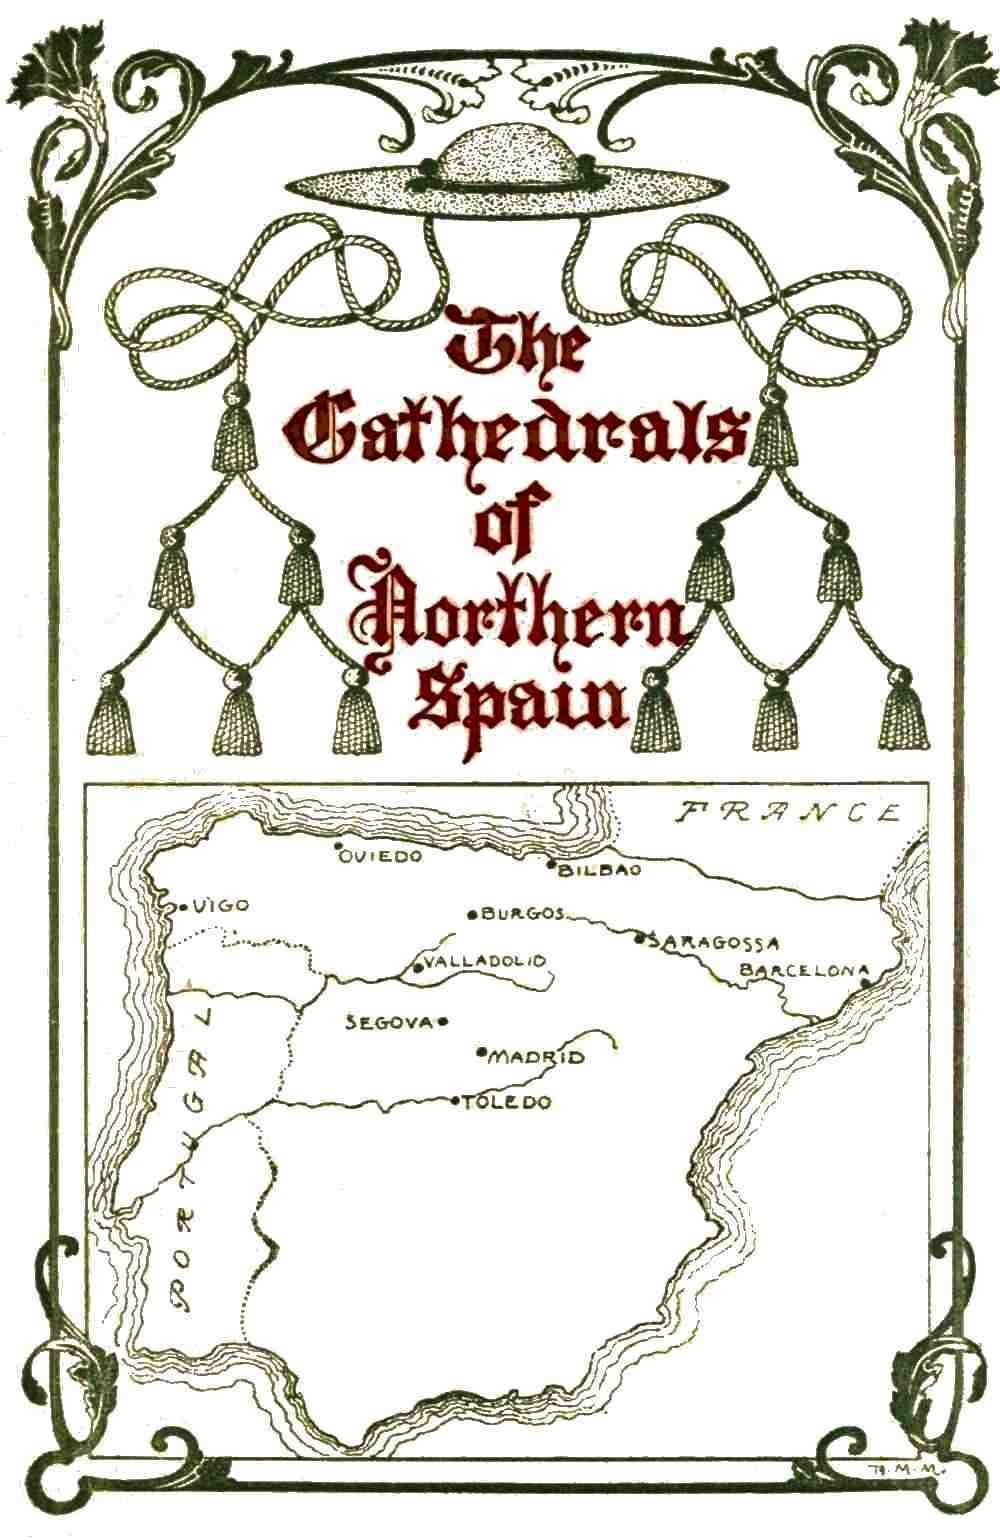 The
Cathedrals
of
Northern
Spain
FRANCE
OVIEDO
BILBAO
VIGO
BURGOS
SARAGOSSA
VALLADOLID
BARCELONA
SEGOVA
MADRID
TOLEDO
PORTUGAL